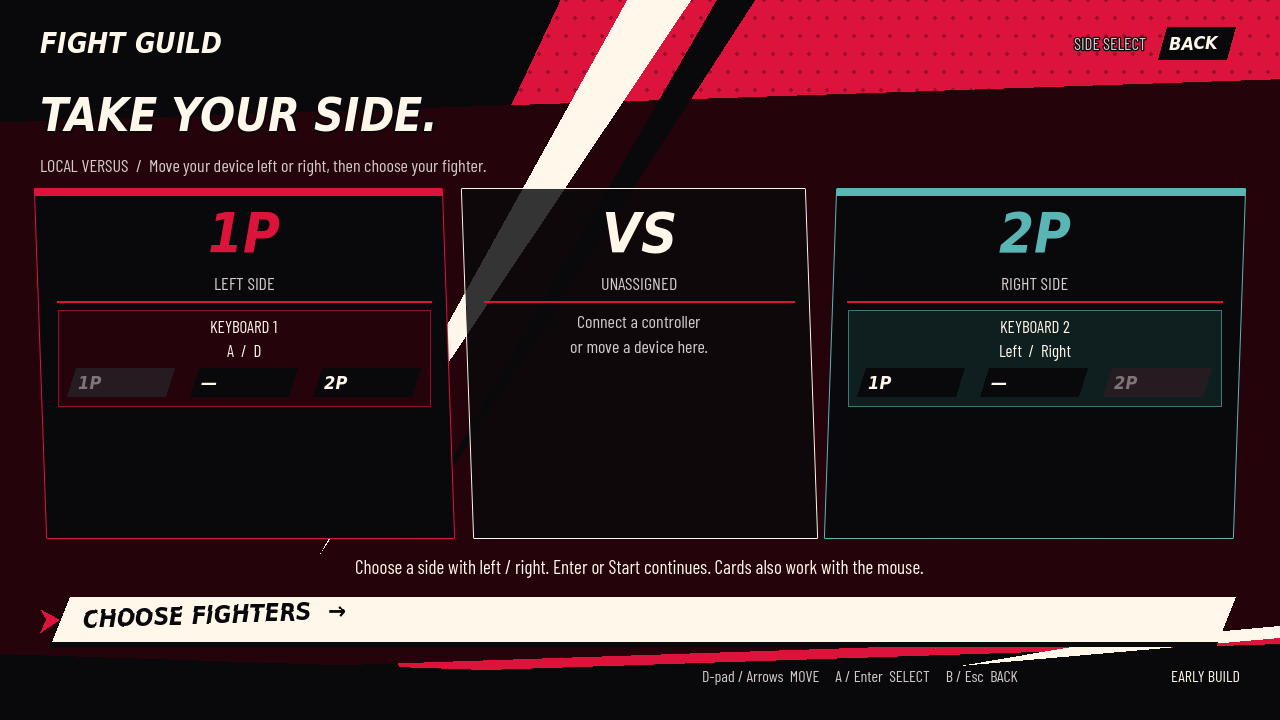 FIGHT GUILD
SIDE SELECT
BACK
TAKE YOUR SIDE.
LOCAL VERSUS / Move your device left or right, then choose your fighter.
1P
LEFT SIDE
KEYBOARD 1
A / D
1P — 2P
VS
UNASSIGNED
Connect a controller
or move a device here.
2P
RIGHT SIDE
KEYBOARD 2
Left / Right
1P — 2P
Choose a side with left / right. Enter or Start continues. Cards also work with the mouse.
CHOOSE FIGHTERS →
D-pad / Arrows MOVE A / Enter SELECT B / Esc BACK
EARLY BUILD